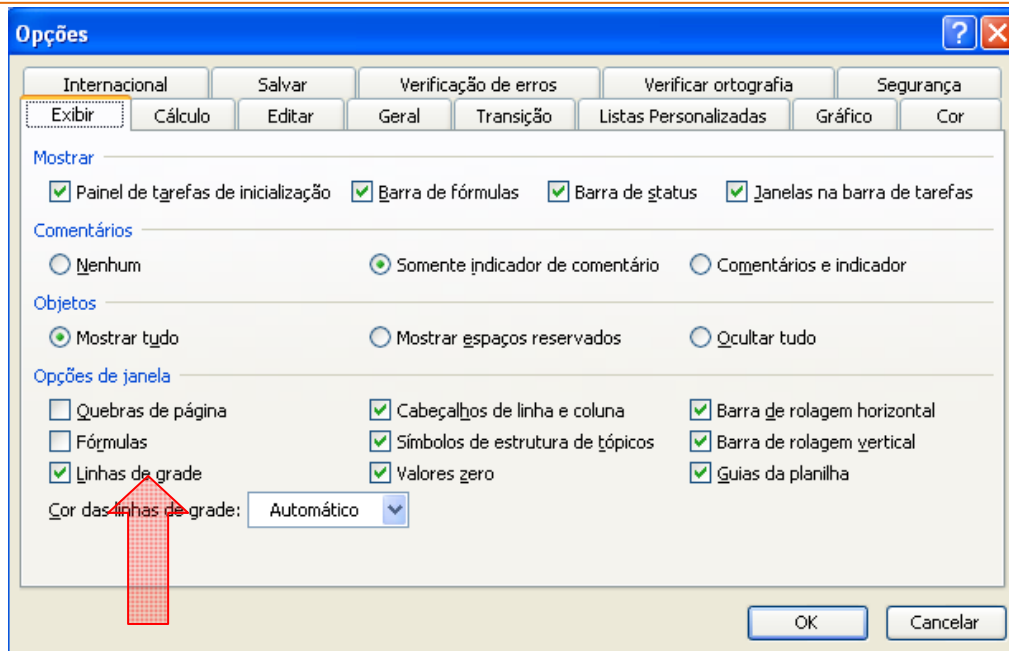 Opções
Internacional Salvar Verificação de erros Verificar ortografia Segurança
Exibir Cálculo Editar Geral Transição Listas Personalizadas Gráfico Cor
Mostrar
Painel de tarefas de inicialização Barra de fórmulas Barra de status Janelas na barra de tarefas
Comentários
Nenhum Somente indicador de comentário Comentários e indicador
Objetos
Mostrar tudo Mostrar espaços reservados Ocultar tudo
Opções de janela
Quebras de página Cabeçalhos de linha e coluna Barra de rolagem horizontal
Fórmulas Símbolos de estrutura de tópicos Barra de rolagem vertical
Linhas de grade Valores zero Guias da planilha
Cor das linhas de grade: Automático
OK Cancelar